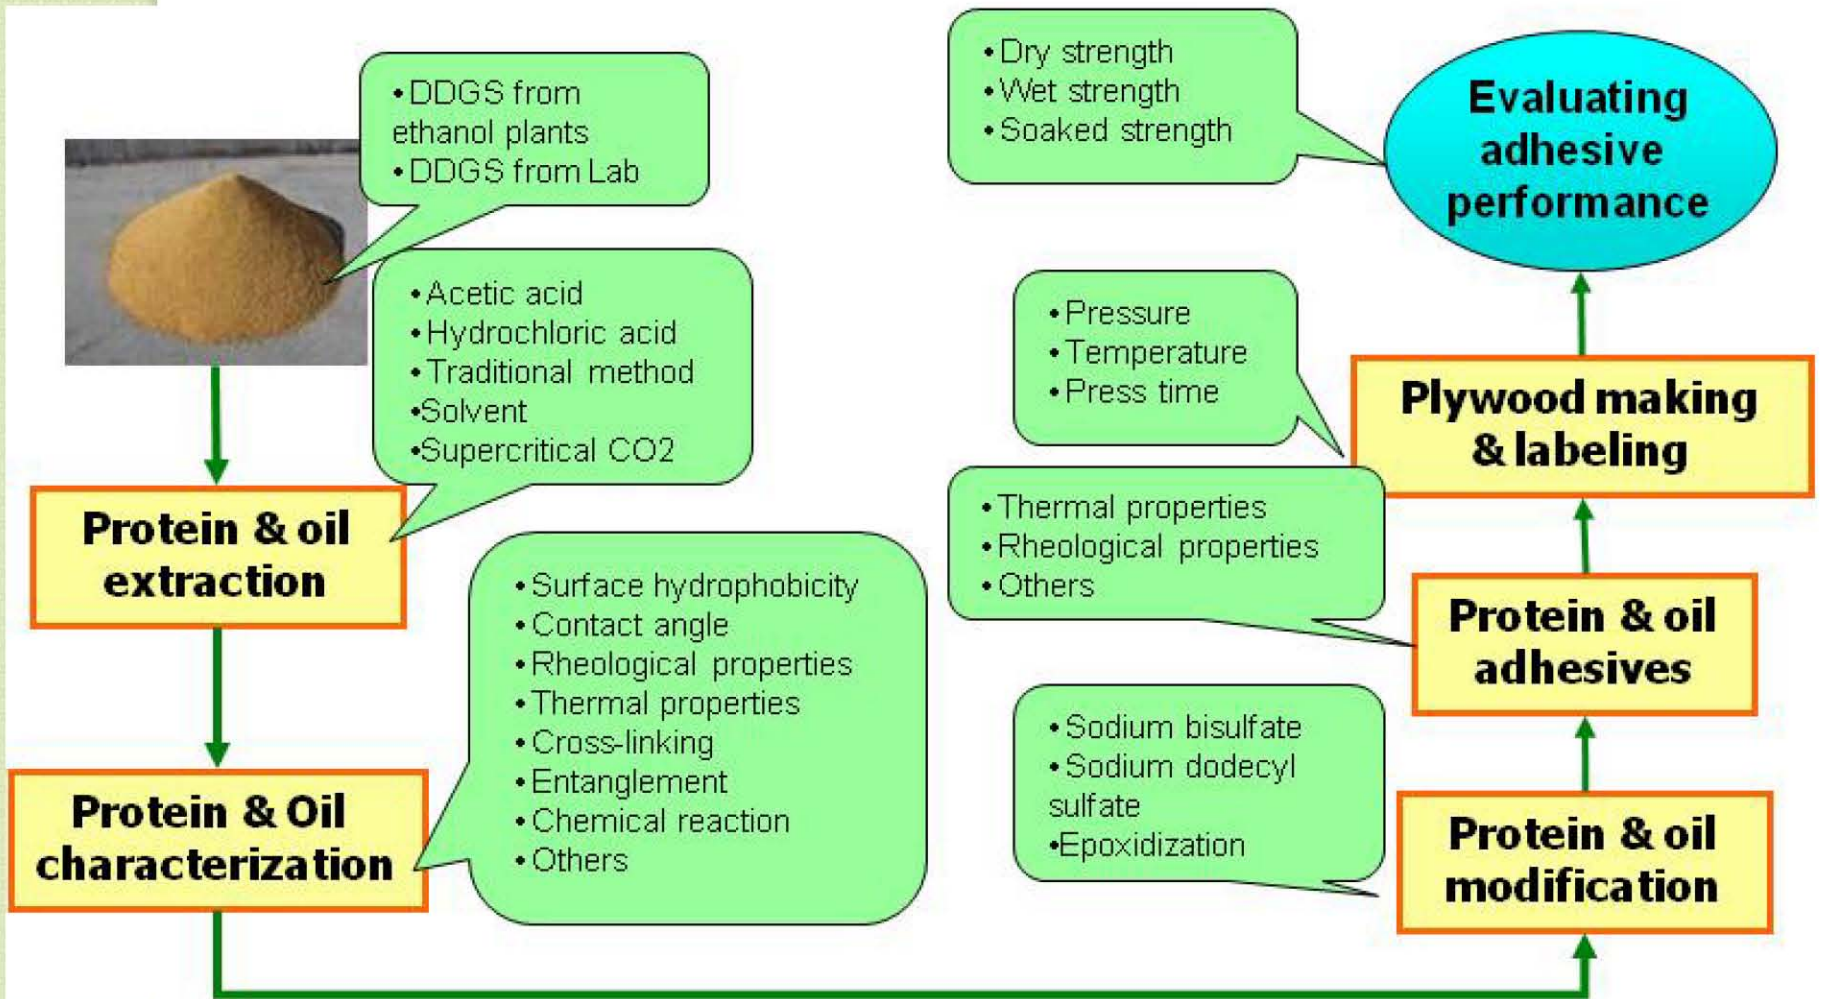 • DDGS from
ethanol plants
• DDGS from Lab
• Acetic acid
• Hydrochloric acid
• Traditional method
•Solvent
•Supercritical CO2
Protein & oil
extraction
• Surface hydrophobicity
• Contact angle
• Rheological properties
• Thermal properties
• Cross-linking
• Entanglement
• Chemical reaction
• Others
Protein & Oil
characterization
• Sodium bisulfate
• Sodium dodecyl
sulfate
•Epoxidization
Protein & oil
modification
• Thermal properties
• Rheological properties
• Others
Protein & oil
adhesives
• Pressure
• Temperature
• Press time
Plywood making
& labeling
• Dry strength
• Wet strength
• Soaked strength
Evaluating
adhesive
performance